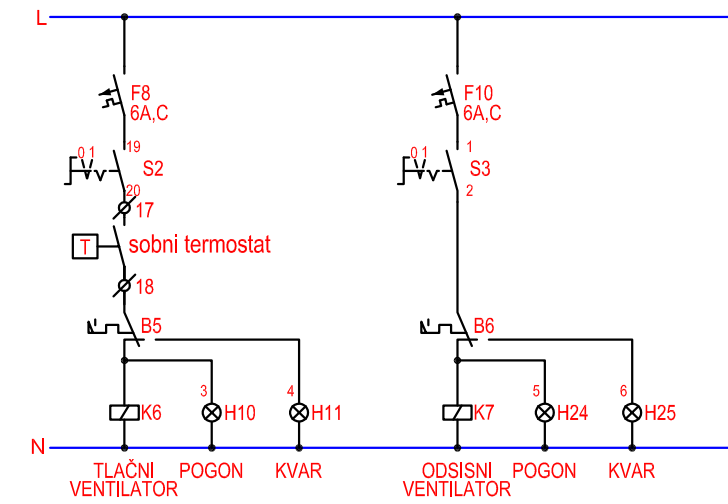 L
F8
6A,C
F10
6A,C
0 1
19
S2
20
0 1
1
S3
2
17
T
sobni termostat
18
B5
B6
3
4
5
6
K6
H10
H11
K7
H24
H25
N
TLAČNI
VENTILATOR
POGON
KVAR
ODSISNI
VENTILATOR
POGON
KVAR